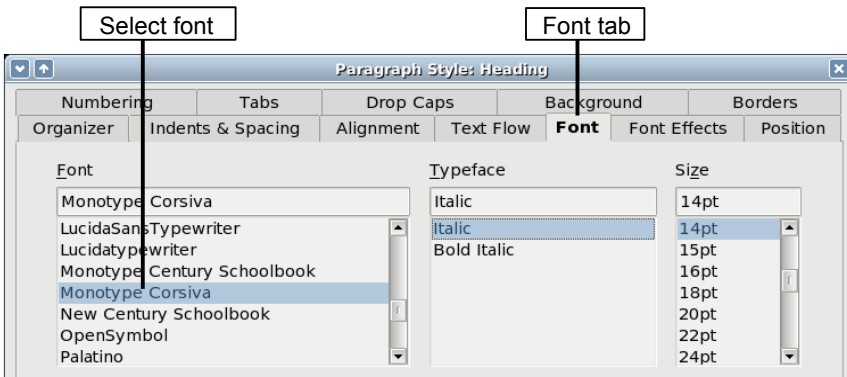 Select font Font tab
Paragraph Style: Heading
Numbering Tabs Drop Caps Background Borders
Organizer Indents & Spacing Alignment Text Flow Font Font Effects Position
Font Typeface Size
Monotype Corsiva Italic 14pt
LucidaSansTypewriter Italic 14pt
Lucidatypewriter Bold Italic 15pt
Monotype Century Schoolbook 16pt
Monotype Corsiva 18pt
New Century Schoolbook 20pt
OpenSymbol 22pt
Palatino 24pt